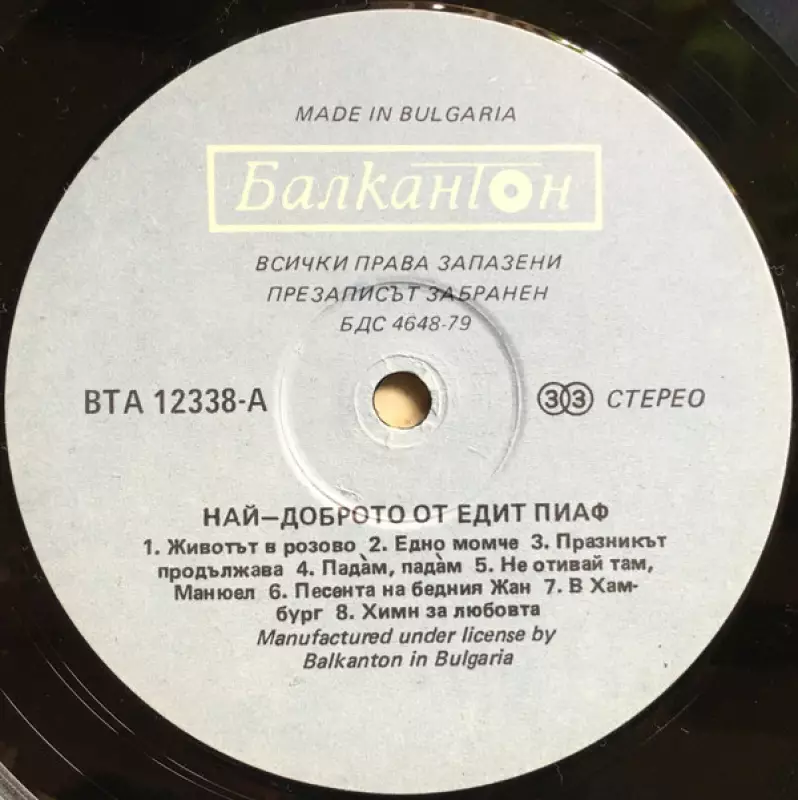 MADE IN BULGARIA
Балкантон
ВСИЧКИ ПРАВА ЗАПАЗЕНИ
ПРЕЗАПИСЪТ ЗАБРАНЕН
БДС 4648-79
ВТА 12338-А
33 СТЕРЕО
НАЙ—ДОБРОТО ОТ ЕДИТ ПИАФ
1. Животът в розово 2. Едно момче 3. Празникът
продължава 4. Пада̀м, пада̀м 5. Не отивай там,
Манюел 6. Песента на бедния Жан 7. В Хам-
бург 8. Химн за любовта
Manufactured under license by
Balkanton in Bulgaria